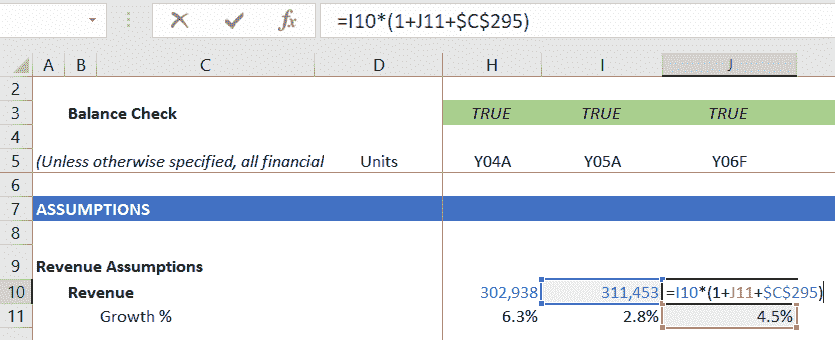 fx =I10*(1+J11+$C$295)
A B C D H I J
2
3 Balance Check TRUE TRUE TRUE
4
5 (Unless otherwise specified, all financial Units Y04A Y05A Y06F
6
7 ASSUMPTIONS
8
9 Revenue Assumptions
10 Revenue 302,938 311,453 =I10*(1+J11+$C$295)
11 Growth % 6.3% 2.8% 4.5%